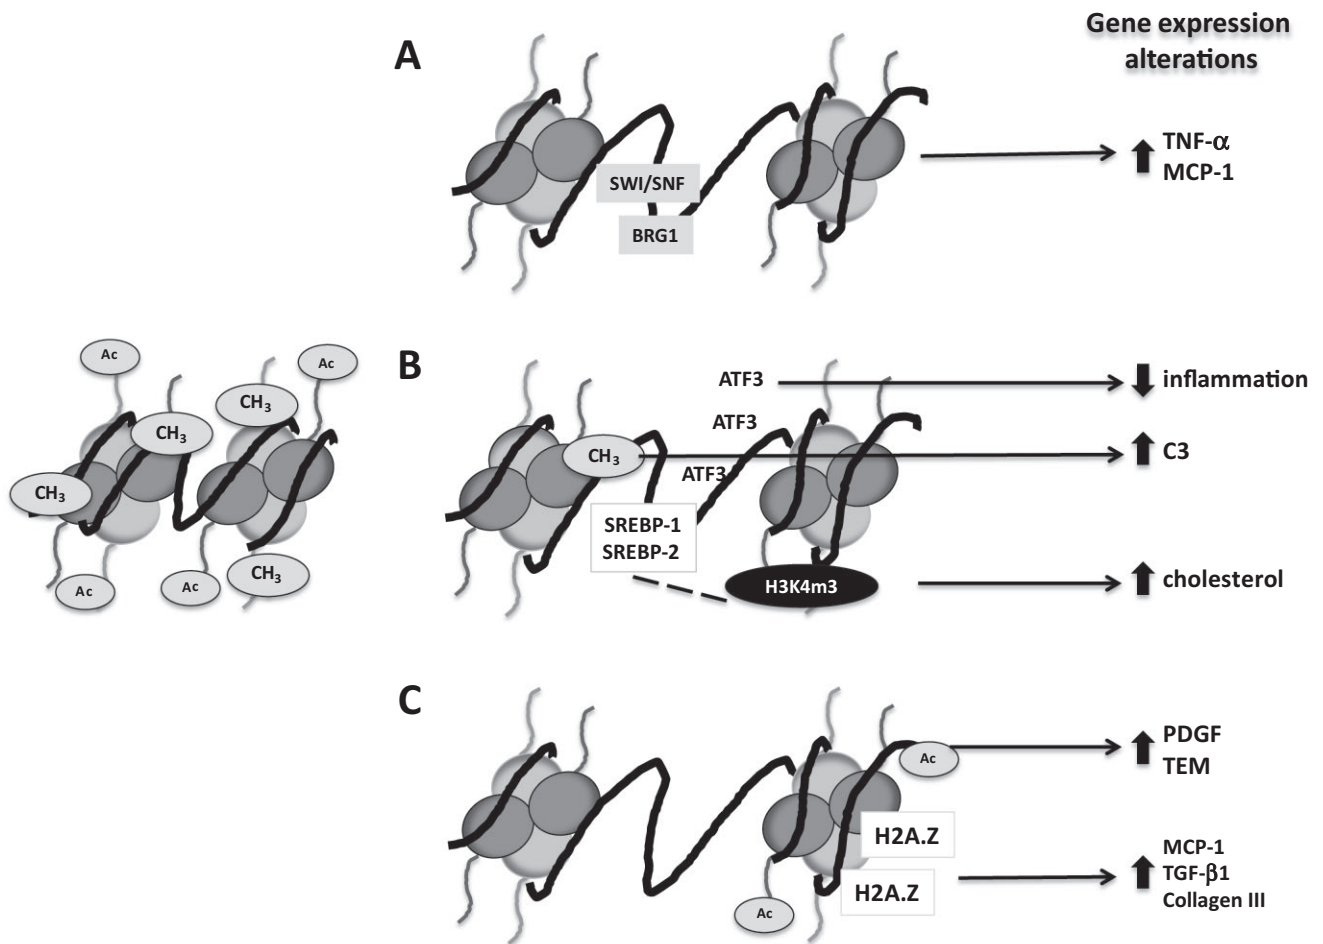 Gene expression
alterations
A
SWI/SNF
BRG1
TNF-α
MCP-1
Ac
Ac
CH₃
CH₃
CH₃
Ac
Ac
CH₃
B
ATF3
ATF3
ATF3
CH₃
SREBP-1
SREBP-2
H3K4m3
inflammation
C3
cholesterol
C
Ac
H2A.Z
H2A.Z
Ac
PDGF
TEM
MCP-1
TGF-β1
Collagen III